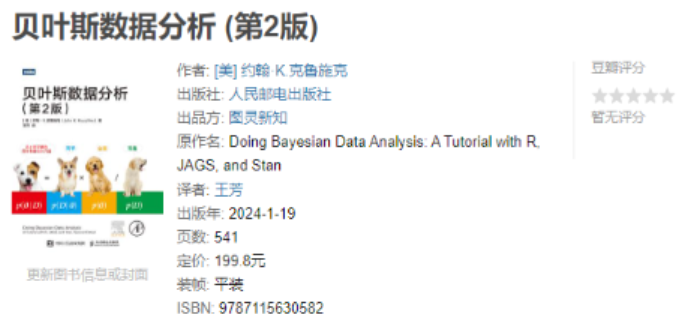 贝叶斯数据分析 (第2版)
作者: [美] 约翰·K.克鲁施克
豆瓣评分
出版社: 人民邮电出版社
出品方: 图灵新知
暂无评分
原作名: Doing Bayesian Data Analysis: A Tutorial with R,
JAGS, and Stan
译者: 王芳
出版年: 2024-1-19
页数: 541
定价: 199.8元
装帧: 平装
ISBN: 9787115630582
贝叶斯数据分析
(第2版)
Doing Bayesian Data Analysis
更新图书信息或封面